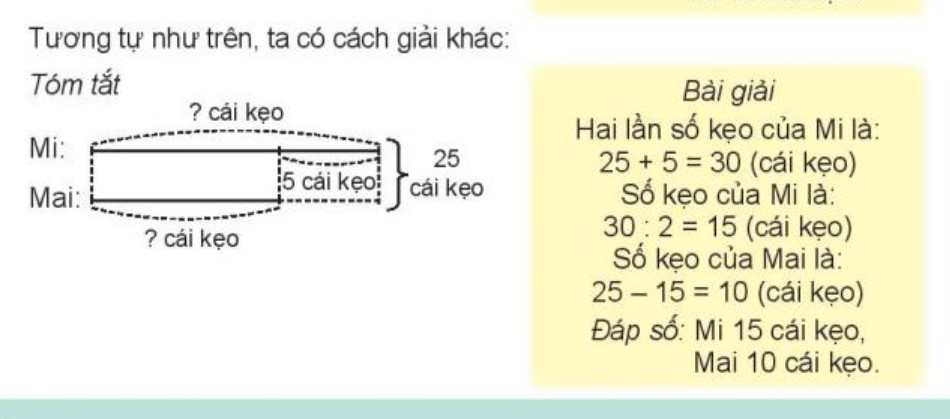 Tương tự như trên, ta có cách giải khác:
Tóm tắt
? cái kẹo
Mi:
Mai:
5 cái kẹo
25
cái kẹo
? cái kẹo
Bài giải
Hai lần số kẹo của Mi là:
25 + 5 = 30 (cái kẹo)
Số kẹo của Mi là:
30 : 2 = 15 (cái kẹo)
Số kẹo của Mai là:
25 – 15 = 10 (cái kẹo)
Đáp số: Mi 15 cái kẹo,
Mai 10 cái kẹo.